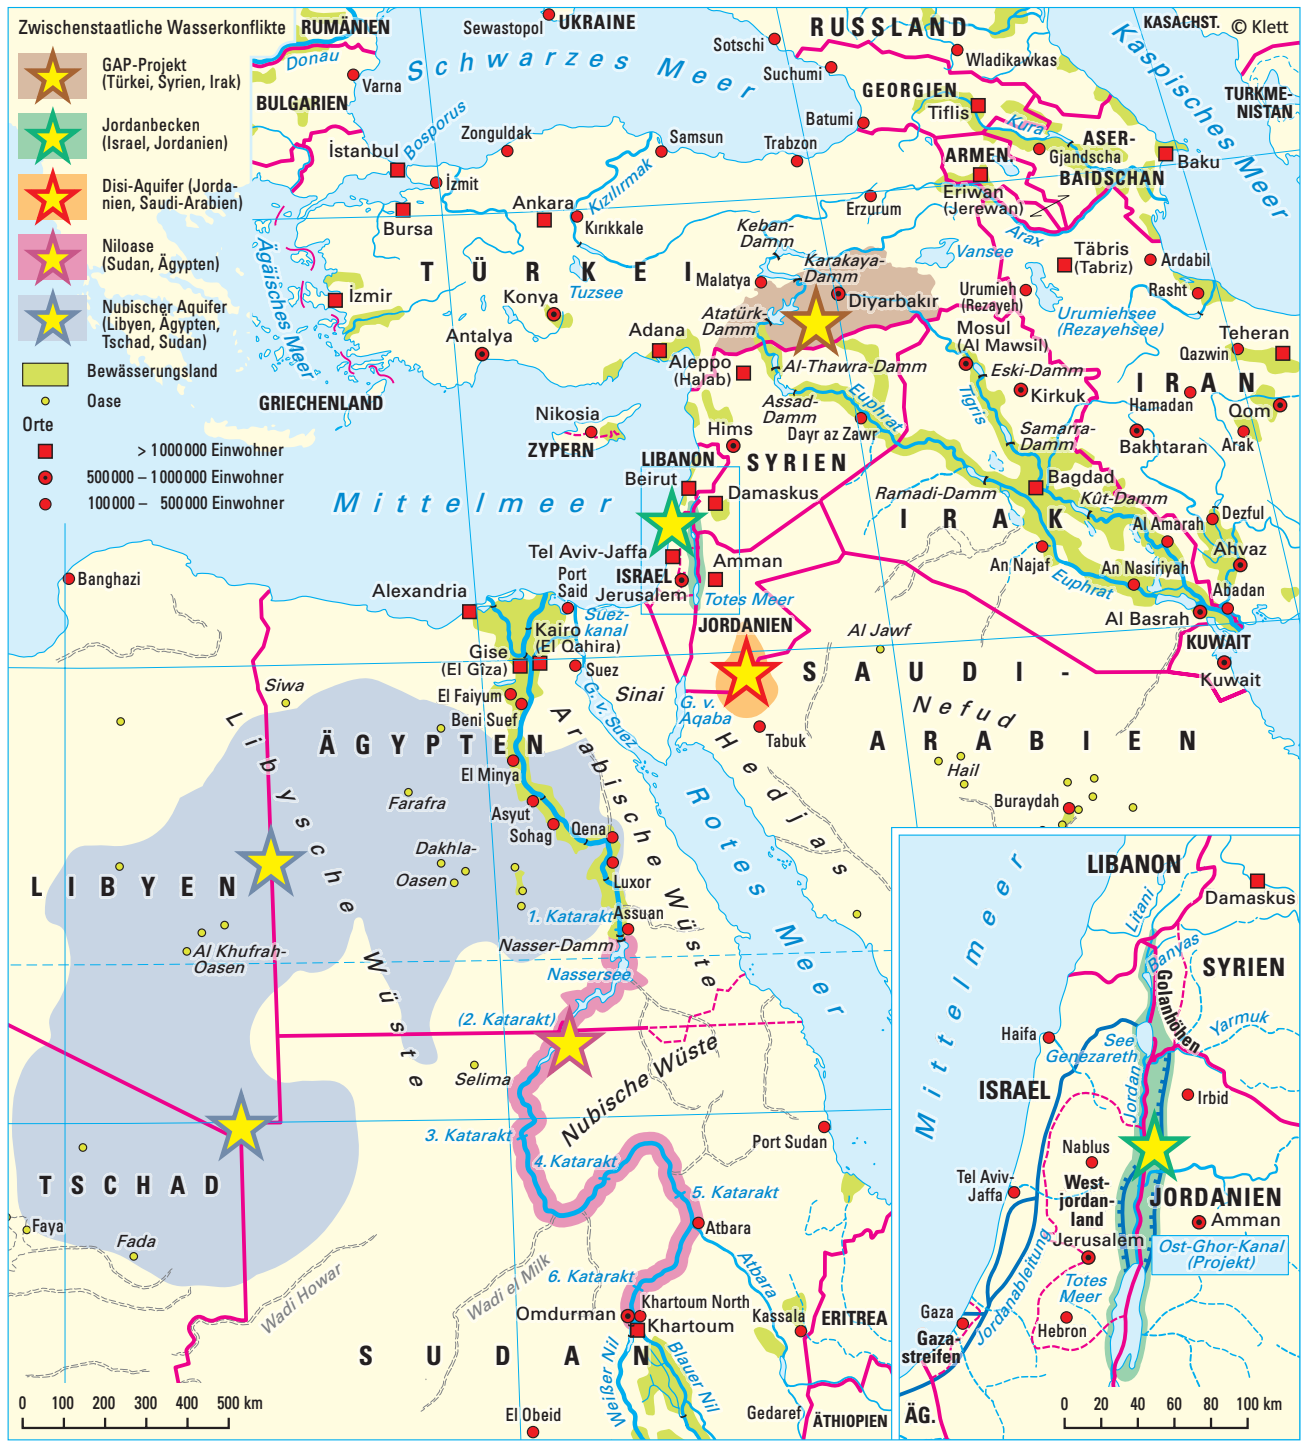 Zwischenstaatliche Wasserkonflikte
GAP-Projekt
(Türkei, Syrien, Irak)
Jordanbecken
(Israel, Jordanien)
Disi-Aquifer (Jorda-
nien, Saudi-Arabien)
Niloase
(Sudan, Ägypten)
Nubischer Aquifer
(Libyen, Ägypten,
Tschad, Sudan)
Bewässerungsland
Oase
Orte
> 1000000 Einwohner
500000 – 1000000 Einwohner
100000 – 500000 Einwohner
RUMÄNIEN
Donau
Varna
BULGARIEN
Sewastopol
UKRAINE
Schwarzes Meer
Sotschi
Suchumi
RUSSLAND
Wladikawkas
KASACHST.
© Klett
Kaspisches Meer
TURKME-
NISTAN
GEORGIEN
Tiflis
Batumi
Kura
ASER-
BAIDSCHAN
Gjandscha
Baku
ARMEN.
Eriwan
(Jerewan)
Arax
Bosporus
İstanbul
Zonguldak
İzmit
Bursa
Samsun
Trabzon
Kızılırmak
Ankara
Kırıkkale
Erzurum
Keban-
Damm
Karakaya-
Damm
Vansee
Täbris
(Tabriz)
Ardabil
Ägäisches Meer
TÜRKEI
Malatya
Diyarbakır
Urumieh
(Rezayeh)
Rasht
Urumiehsee
(Rezayehsee)
İzmir
Konya
Tuzsee
Atatürk-
Damm
Antalya
Adana
Mosul
(Al Mawsil)
Teheran
Qazwin
Aleppo
(Halab)
Al-Thawra-Damm
Eski-Damm
Kirkuk
IRAN
Hamadan
Qom
GRIECHENLAND
Nikosia
ZYPERN
Assad-
Damm
Euphrat
Tigris
Dayr az Zawr
Samarra-
Damm
Bakhtaran
Arak
Hims
SYRIEN
LIBANON
Beirut
Damaskus
Bagdad
Ramadi-Damm
Kût-Damm
Mittelmeer
IRAK
Al Amarah
Dezful
Tel Aviv-Jaffa
Amman
An Najaf
An Nasiriyah
Ahvaz
Banghazi
Alexandria
Port
Said
ISRAEL
Jerusalem
Totes Meer
Euphrat
Abadan
Al Basrah
Suez-
kanal
JORDANIEN
Al Jawf
KUWAIT
Kuwait
Kairo
(El Qahira)
Gise
(El Gîza)
Suez
El Faiyum
Sinai
G. v.
Aqaba
SAUDI-
ARABIEN
Siwa
Beni Suef
G. v. Suez
Nefud
Tabuk
Hedjas
Libysche Wüste
ÄGYPTEN
Arabische Wüste
El Minya
Hail
Rotes Meer
Farafra
Asyut
Sohag
Qena
Buraydah
Dakhla-
Oasen
Luxor
LIBYEN
1. Katarakt
Assuan
Al Khufrah-
Oasen
Nasser-Damm
Nassersee
(2. Katarakt)
Selima
Nubische Wüste
3. Katarakt
4. Katarakt
Port Sudan
TSCHAD
5. Katarakt
Faya
Fada
Atbara
Atbara
Wadi Howar
Wadi el Milk
6. Katarakt
Omdurman
Khartoum North
Khartoum
Kassala
ERITREA
SUDAN
Weißer Nil
Blauer Nil
El Obeid
Gedaref
ÄTHIOPIEN
0 100 200 300 400 500 km
Mittelmeer
LIBANON
Damaskus
Litani
Banyas
SYRIEN
Golanhöhen
Haifa
See
Genezareth
Yarmuk
ISRAEL
Jordan
Irbid
Nablus
Tel Aviv-
Jaffa
West-
jordan-
land
JORDANIEN
Amman
Jerusalem
Ost-Ghor-Kanal
(Projekt)
Totes
Meer
Jordanableitung
Gaza
Gaza-
streifen
Hebron
ÄG.
0 20 40 60 80 100 km